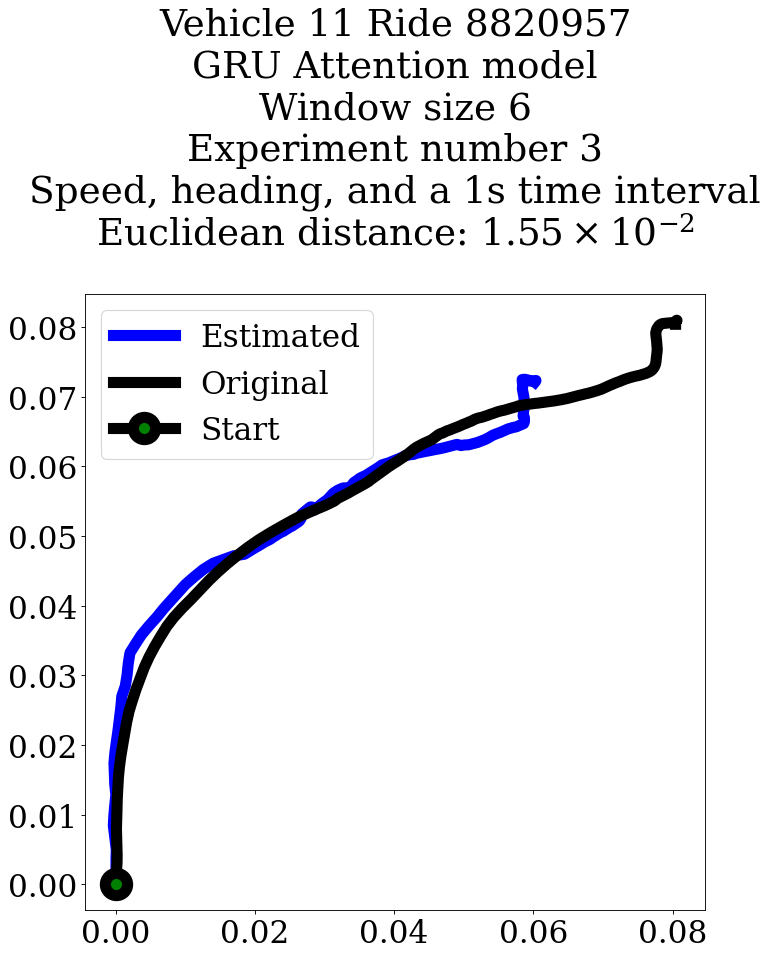 Vehicle 11 Ride 8820957
GRU Attention model
Window size 6
Experiment number 3
Speed, heading, and a 1s time interval
Euclidean distance: 1.55 × 10⁻²
Estimated
Original
Start
0.08
0.07
0.06
0.05
0.04
0.03
0.02
0.01
0.00
0.00 0.02 0.04 0.06 0.08